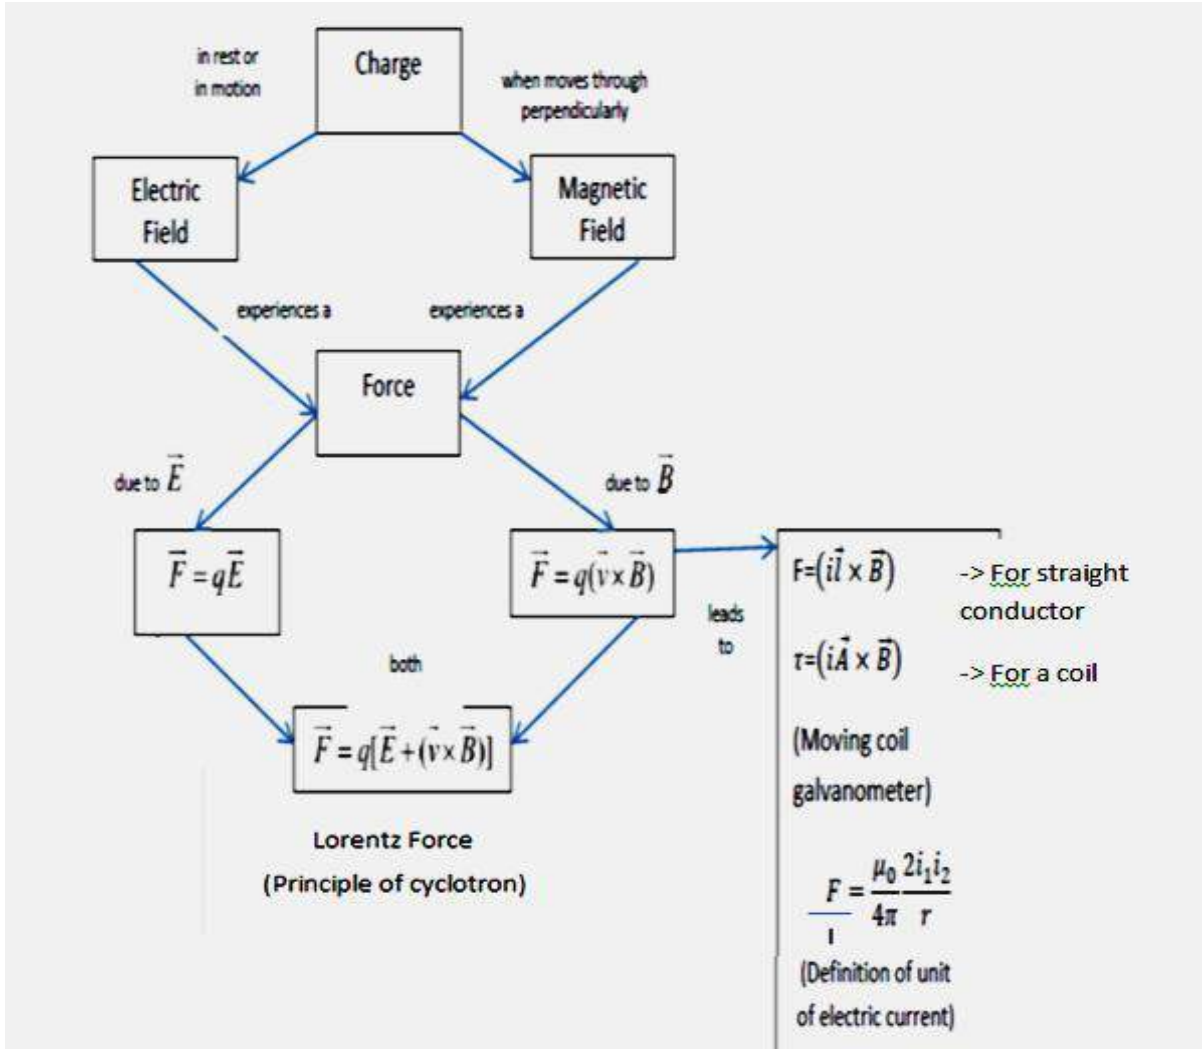 in rest or
in motion
Charge
when moves through
perpendicularly
Electric
Field
Magnetic
Field
experiences a
experiences a
Force
due to E⃗
due to B⃗
F⃗ = qE⃗
F⃗ = q(v⃗ × B⃗)
leads
to
both
F⃗ = q[E⃗ + (v⃗ × B⃗)]
Lorentz Force
(Principle of cyclotron)
F=(il⃗ × B⃗)
-> For straight
conductor
τ=(iA⃗ × B⃗)
-> For a coil
(Moving coil
galvanometer)
F/l = μ₀/4π 2i₁i₂/r
(Definition of unit
of electric current)